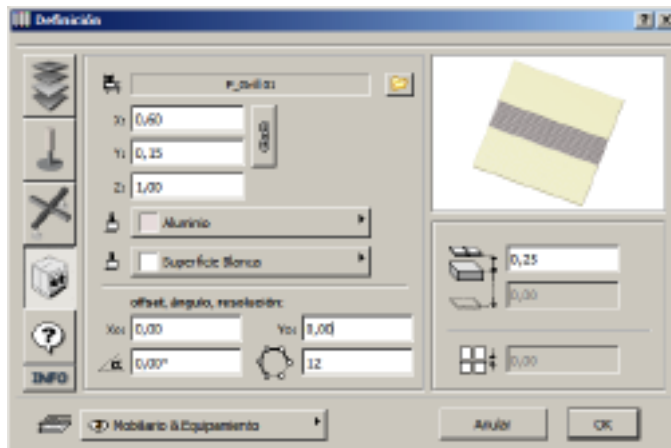 Definición
X: 0,60
Y: 0,15
Z: 1,00
Aluminio
Superficie Blanca
offset, ángulo, resolución:
Xo: 0,00 Yo: 0,00
0,00° 12
0,25
0,00
0,00
INFO
Mobiliario & Equipamiento
Anular OK